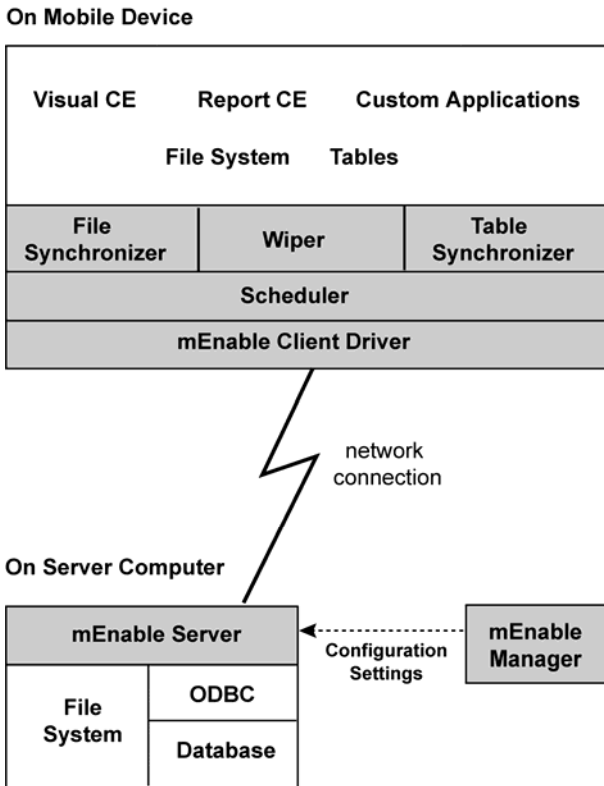 On Mobile Device
Visual CE
Report CE
Custom Applications
File System
Tables
File
Synchronizer
Wiper
Table
Synchronizer
Scheduler
mEnable Client Driver
network
connection
On Server Computer
mEnable Server
Configuration
Settings
mEnable
Manager
File
System
ODBC
Database